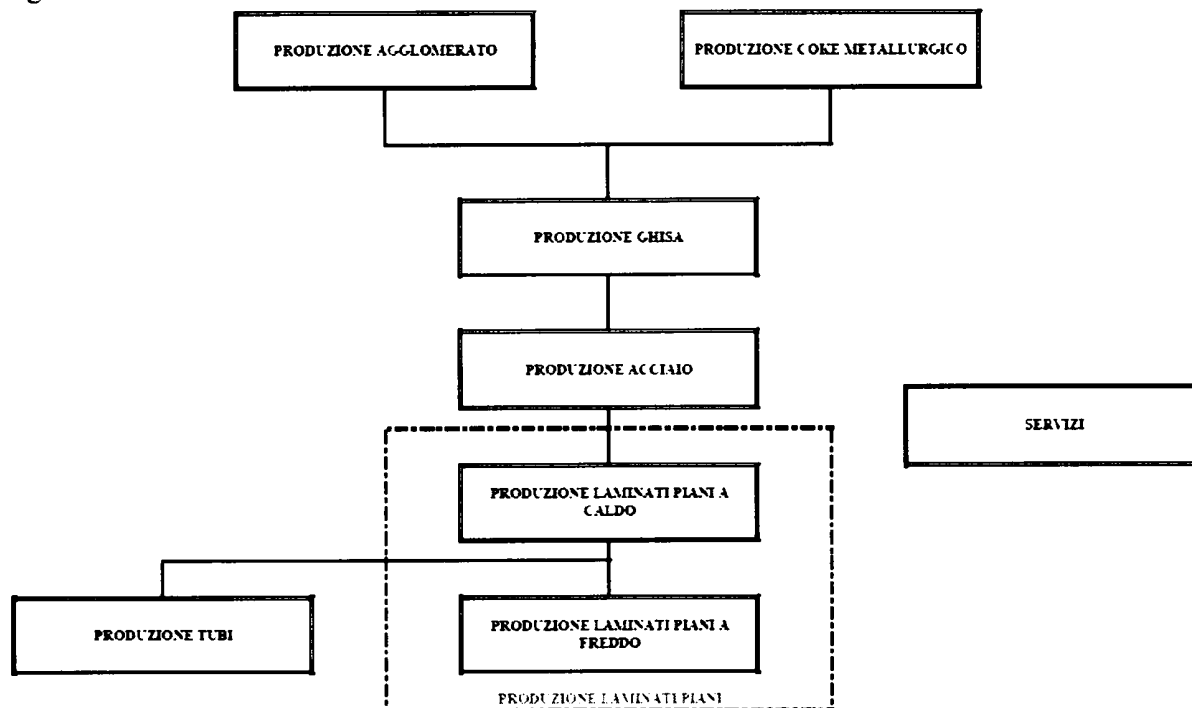 PRODUZIONE AGGLOMERATO
PRODUZIONE COKE METALLURGICO
PRODUZIONE GHISA
PRODUZIONE ACCIAIO
SERVIZI
PRODUZIONE LAMINATI PIANI A
CALDO
PRODUZIONE TUBI
PRODUZIONE LAMINATI PIANI A
FREDDO
PRODUZIONE LAMINATI PIANI